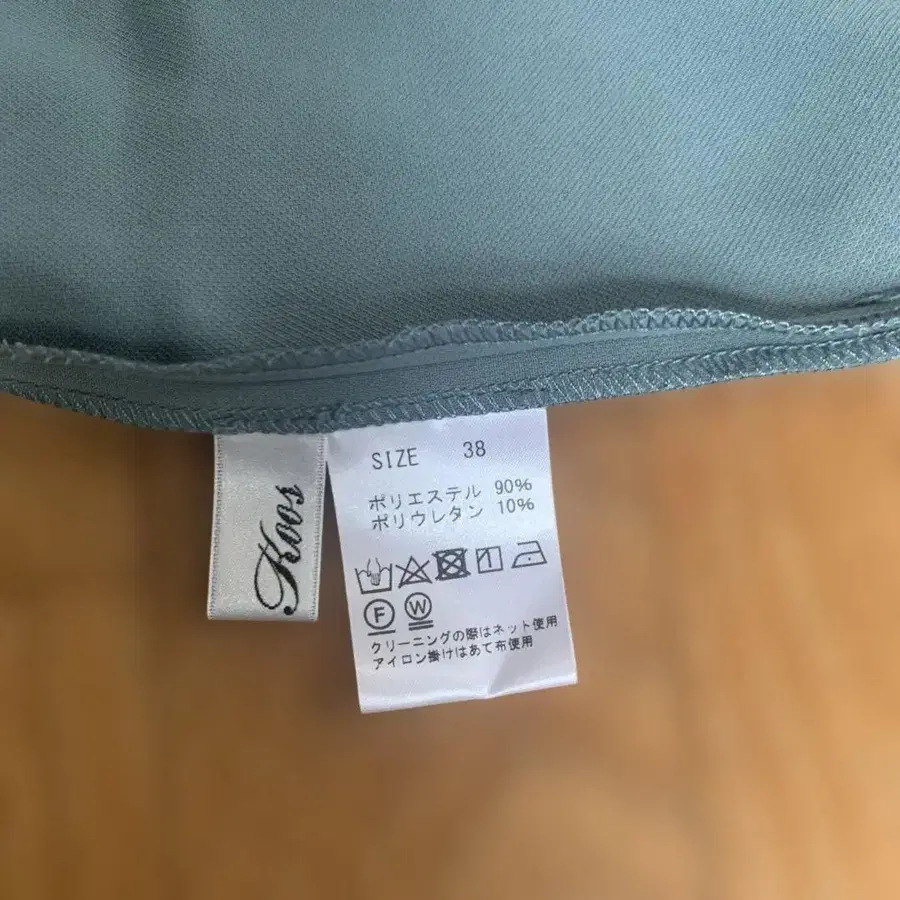 Koos
SIZE 38
ポリエステル 90%
ポリウレタン 10%
F W
クリーニングの際はネット使用
アイロン掛けはあて布使用